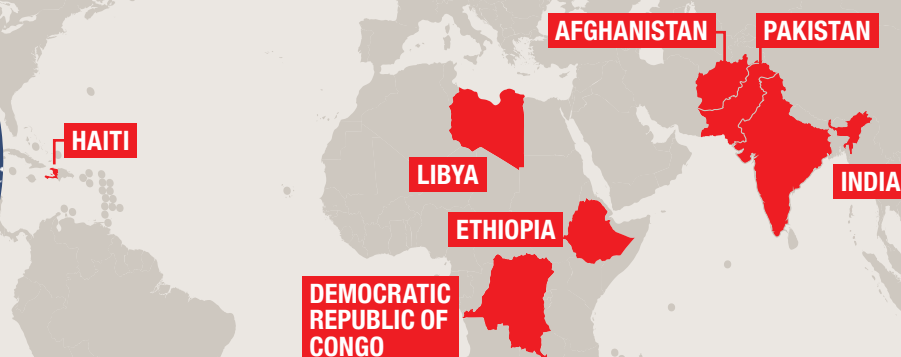 AFGHANISTAN
PAKISTAN
HAITI
LIBYA
INDIA
ETHIOPIA
DEMOCRATIC
REPUBLIC OF
CONGO